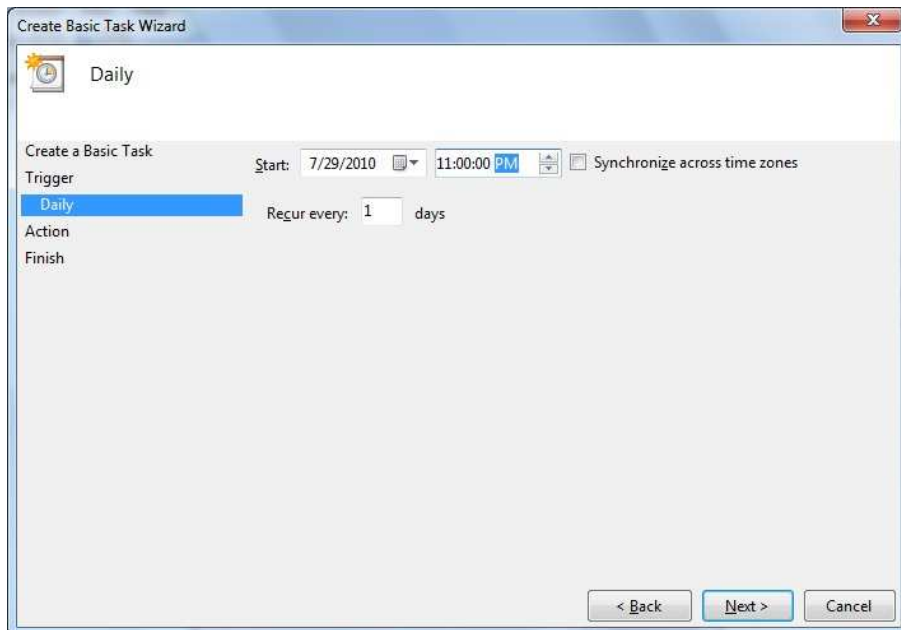 Create Basic Task Wizard
Daily
Create a Basic Task
Trigger
Daily
Action
Finish
Start: 7/29/2010 11:00:00 PM Synchronize across time zones
Recur every: 1 days
< Back Next > Cancel